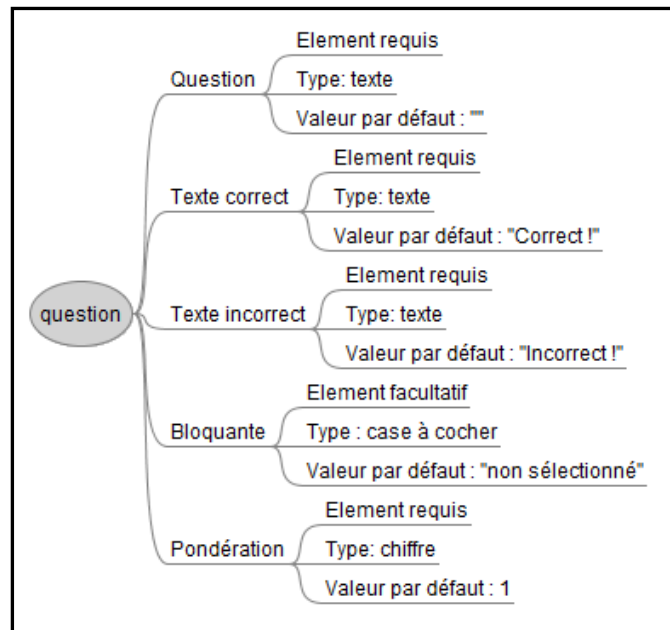 question
Question
Element requis
Type: texte
Valeur par défaut : ""
Texte correct
Element requis
Type: texte
Valeur par défaut : "Correct !"
Texte incorrect
Element requis
Type: texte
Valeur par défaut : "Incorrect !"
Bloquante
Element facultatif
Type : case à cocher
Valeur par défaut : "non sélectionné"
Pondération
Element requis
Type: chiffre
Valeur par défaut : 1